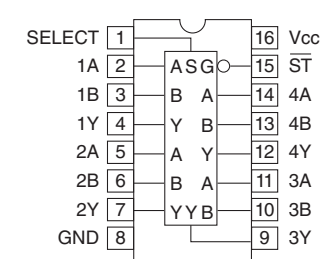 SELECT 1 16 Vcc
1A 2 A S G 15 ST
1B 3 B A 14 4A
1Y 4 Y B 13 4B
2A 5 A Y 12 4Y
2B 6 B A 11 3A
2Y 7 Y Y B 10 3B
GND 8 9 3Y